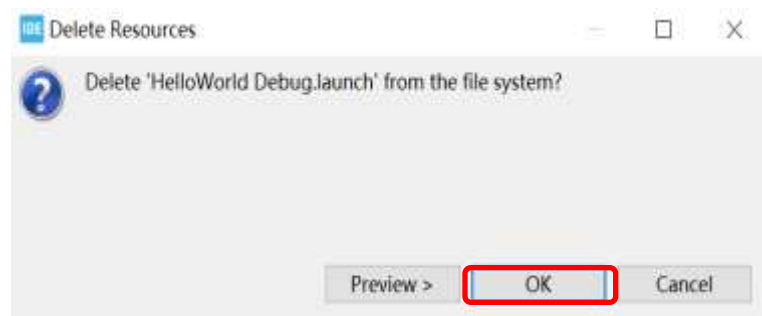 IDE Delete Resources
Delete 'HelloWorld Debug.launch' from the file system?
Preview > OK Cancel